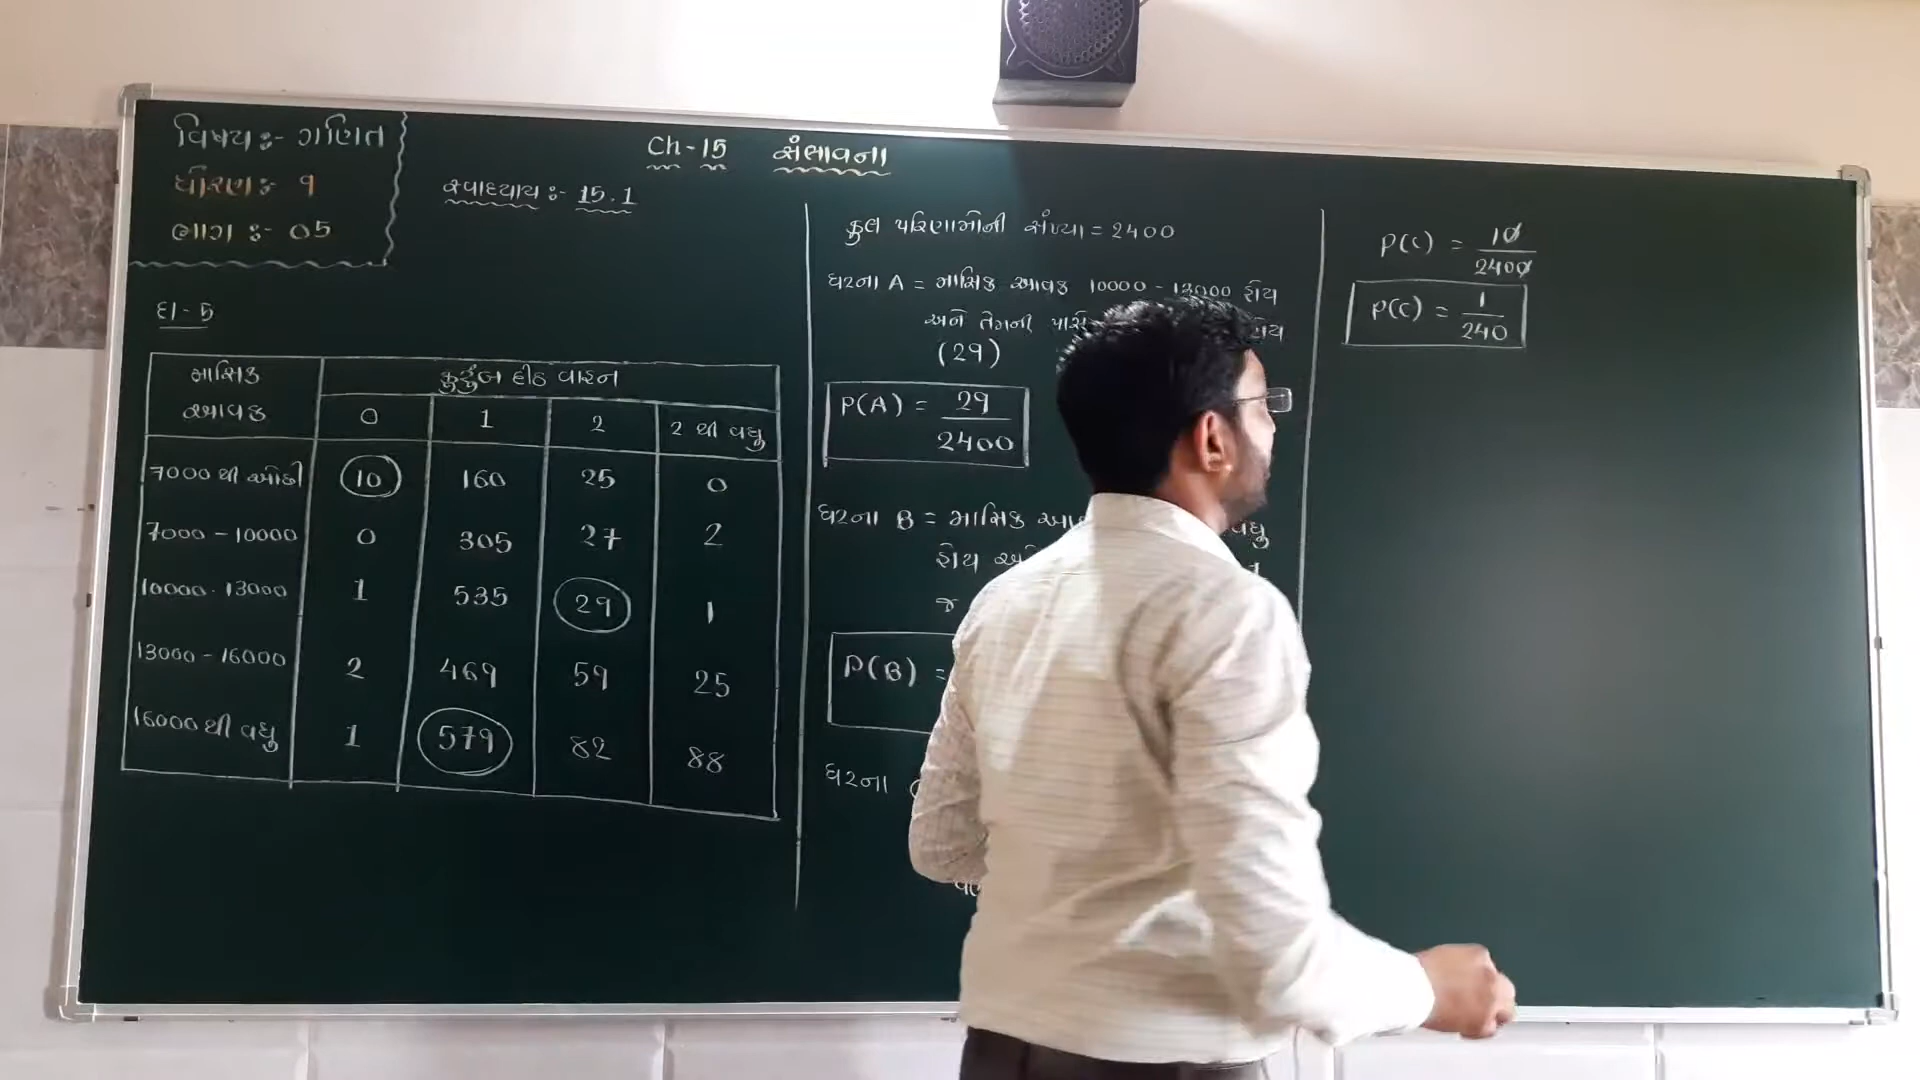 વિષય :- ગણિત
ધોરણ :- 9
ભાગ :- 05
Ch-15 સંભાવના
સ્વાધ્યાય :- 15.1
દા-5
માસિક આવક
કુટુંબ દીઠ વાહન
0 1 2 2 થી વધુ
7000 થી ઓછી 10 160 25 0
7000-10000 0 305 27 2
10000-13000 1 535 29 1
13000-16000 2 469 59 25
16000 થી વધુ 1 579 82 88
કુલ પરિણામોની સંખ્યા = 2400
ઘટના A = માસિક આવક 10000-13000 હોય
અને તેમની
(29)
P(A) = 29/2400
ઘટના B = માસિક વધુ
હોય
P(B) =
ઘટના
P(C) = 10/2400
P(C) = 1/240